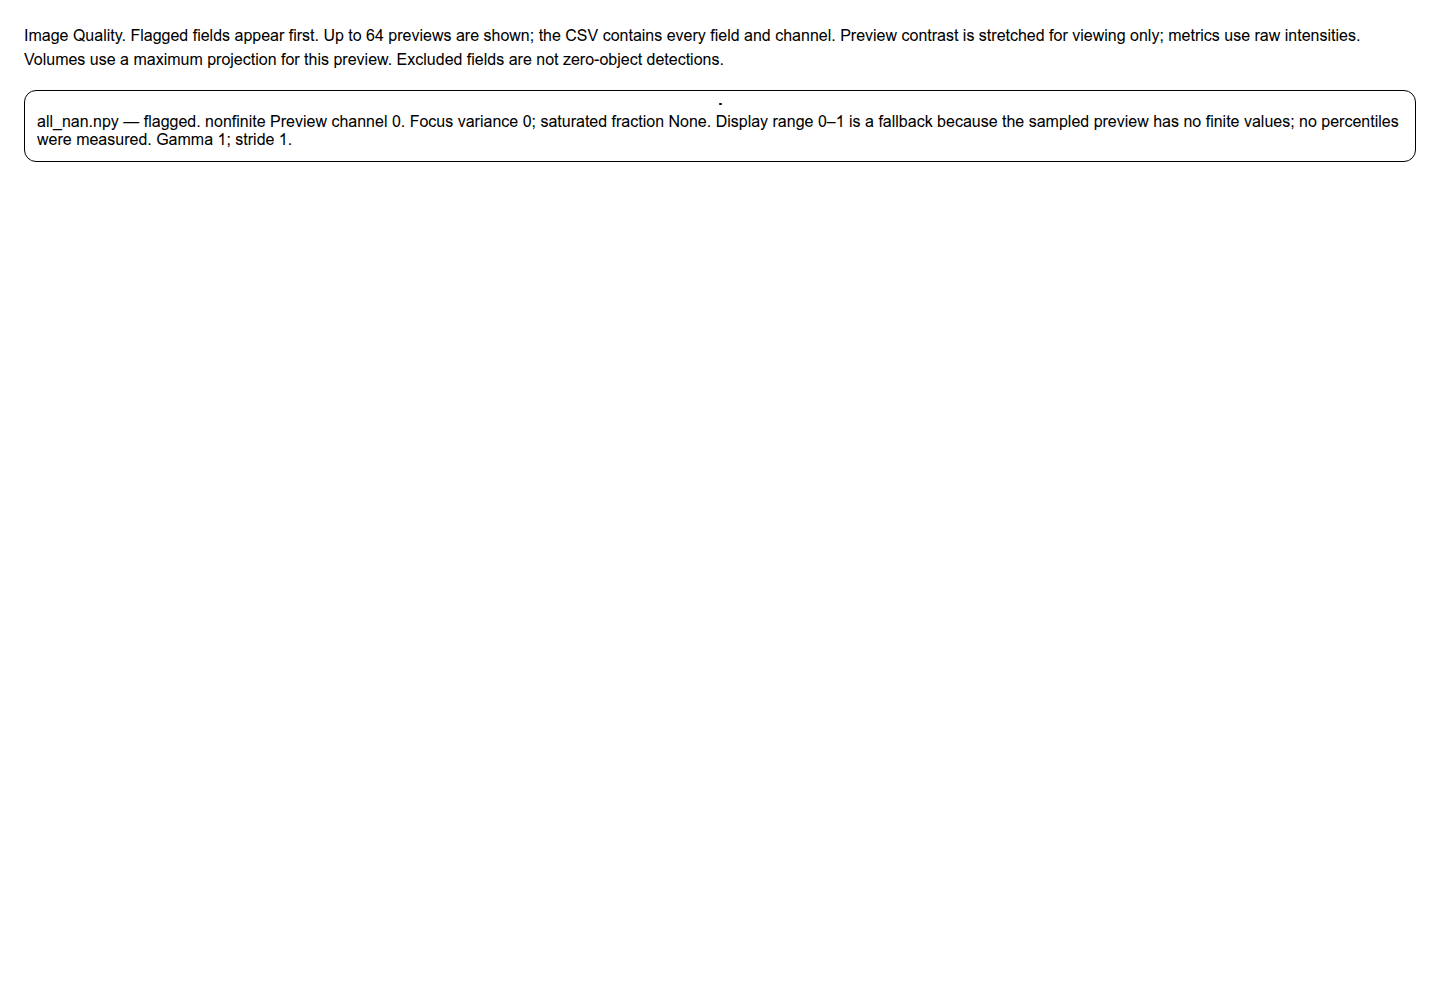 Image Quality. Flagged fields appear first. Up to 64 previews are shown; the CSV contains every field and channel. Preview contrast is stretched for viewing only; metrics use raw intensities.
Volumes use a maximum projection for this preview. Excluded fields are not zero-object detections.
all_nan.npy — flagged. nonfinite Preview channel 0. Focus variance 0; saturated fraction None. Display range 0–1 is a fallback because the sampled preview has no finite values; no percentiles
were measured. Gamma 1; stride 1.